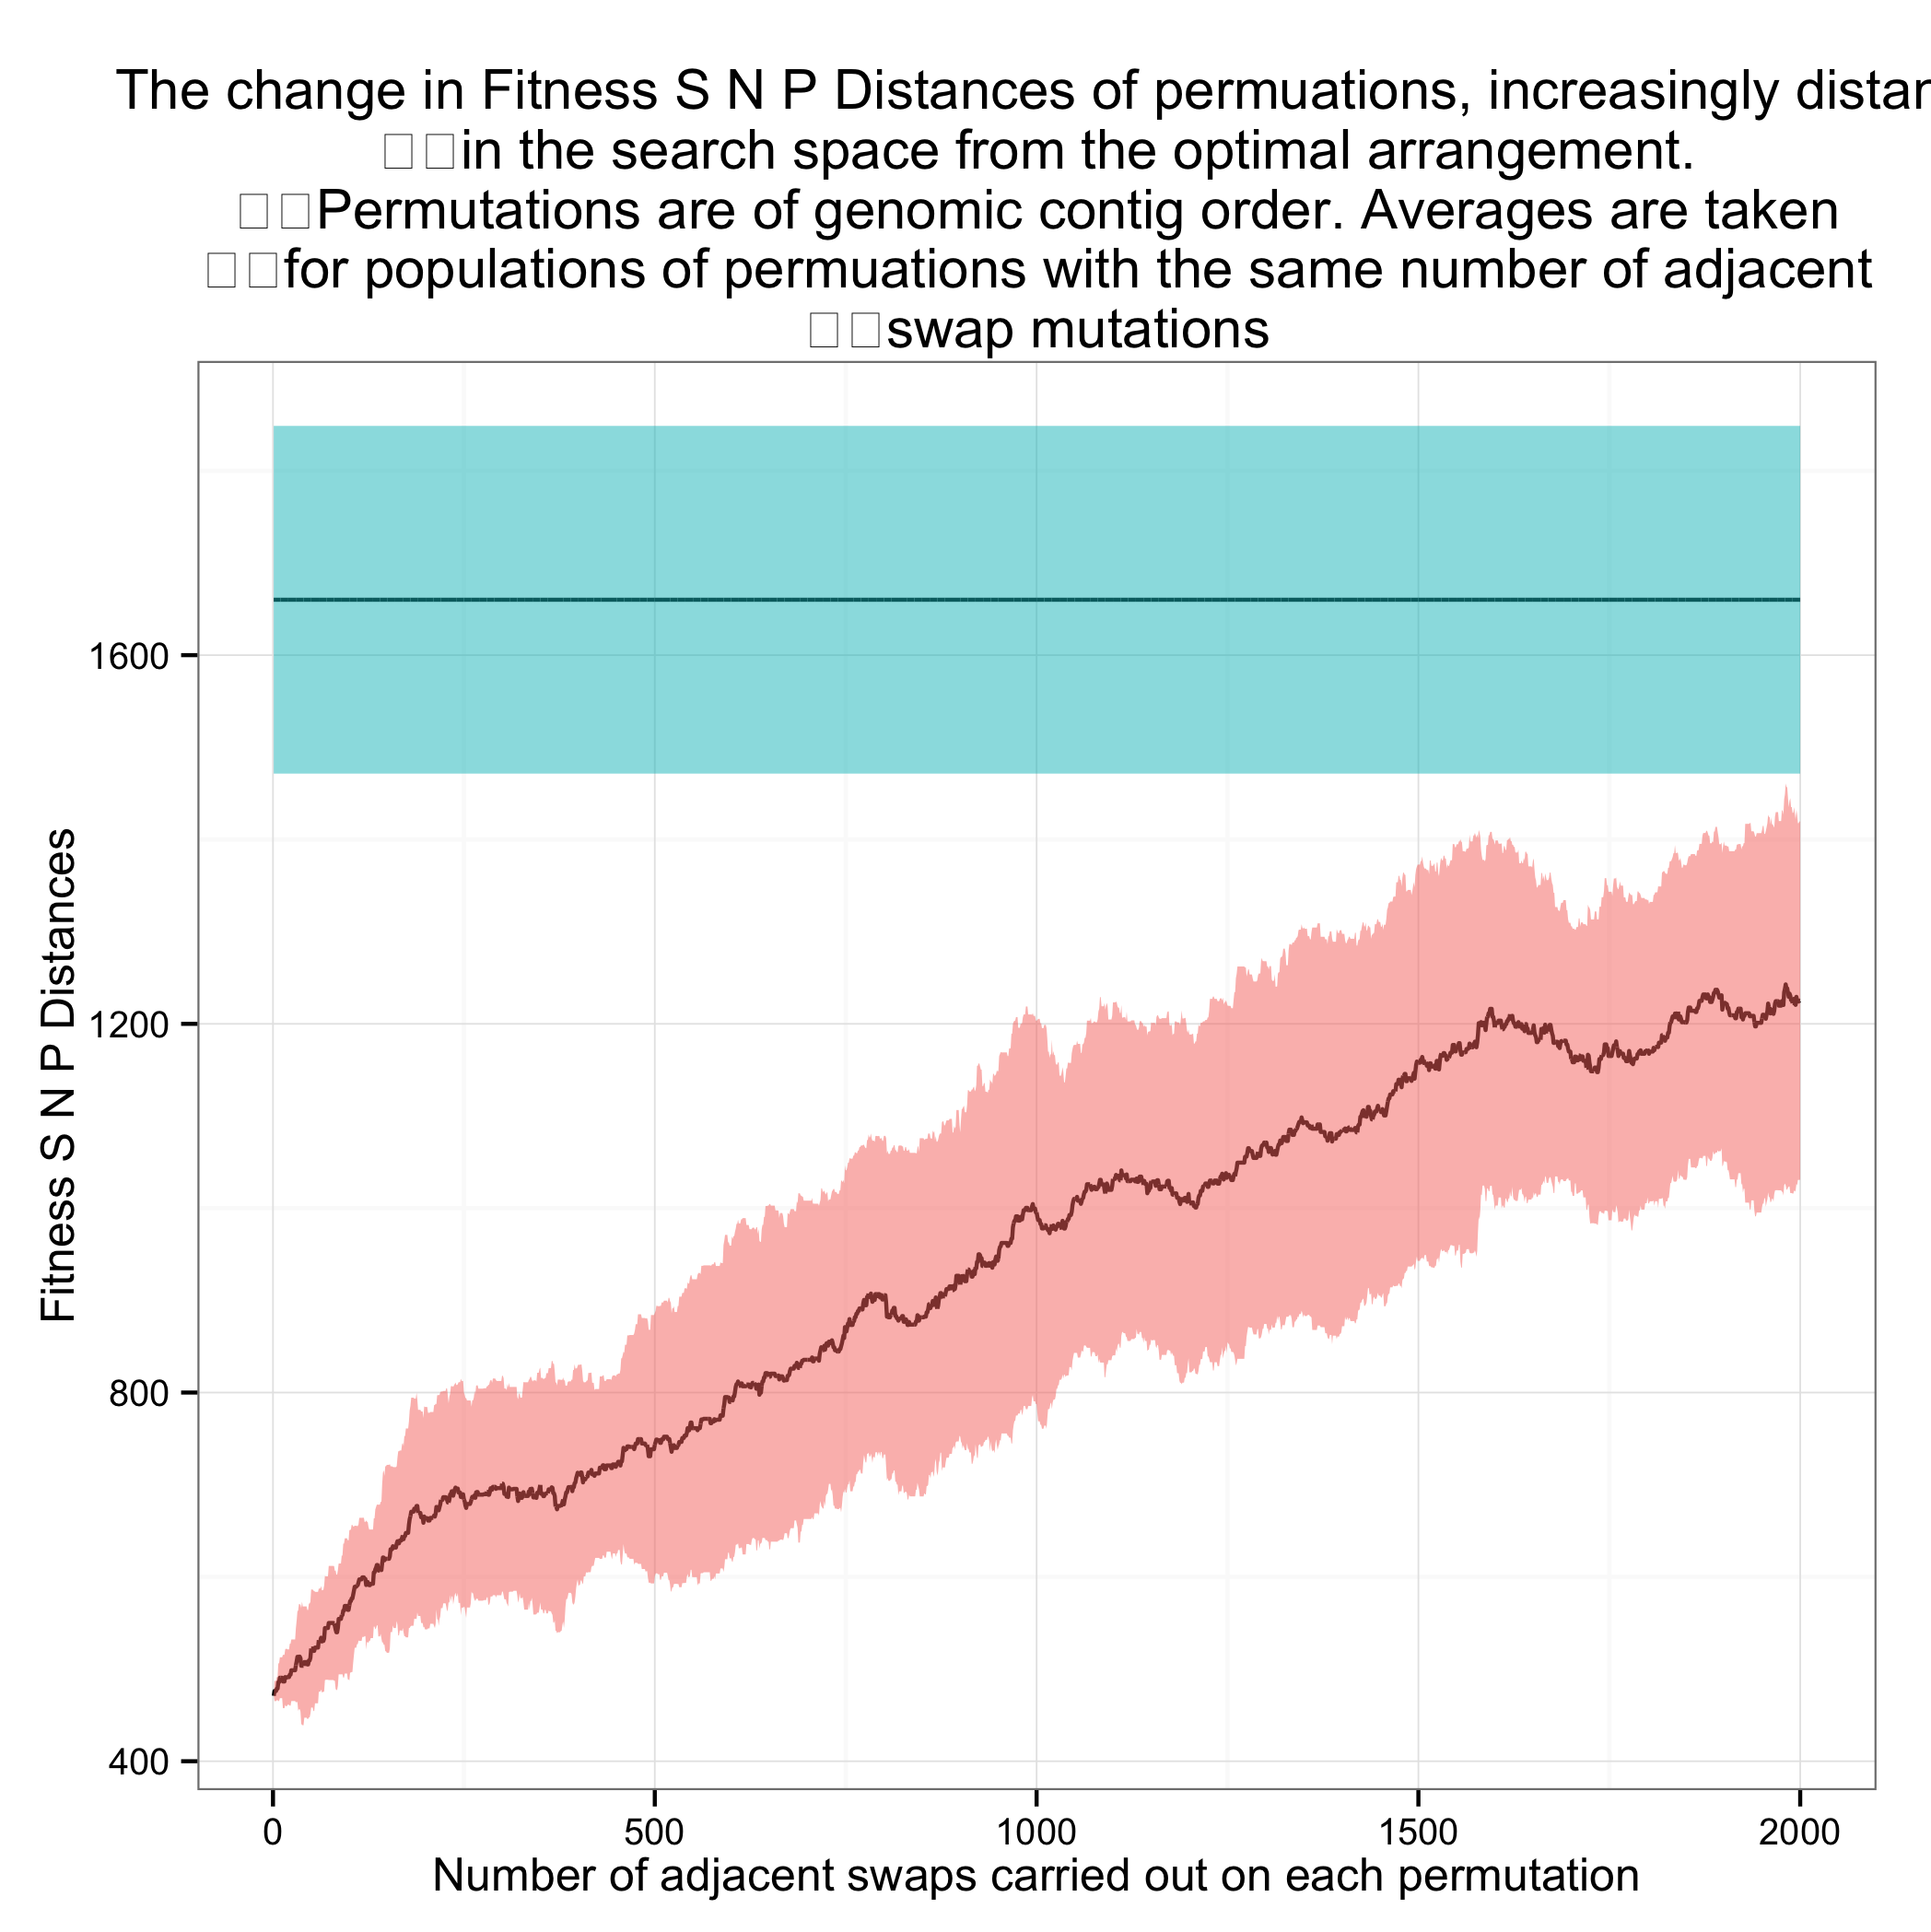 The change in Fitness S N P Distances of permuations, increasingly distan
□□in the search space from the optimal arrangement.
□□Permutations are of genomic contig order. Averages are taken
□□for populations of permuations with the same number of adjacent
□□swap mutations
Fitness S N P Distances
1600
1200
800
400
0 500 1000 1500 2000
Number of adjacent swaps carried out on each permutation